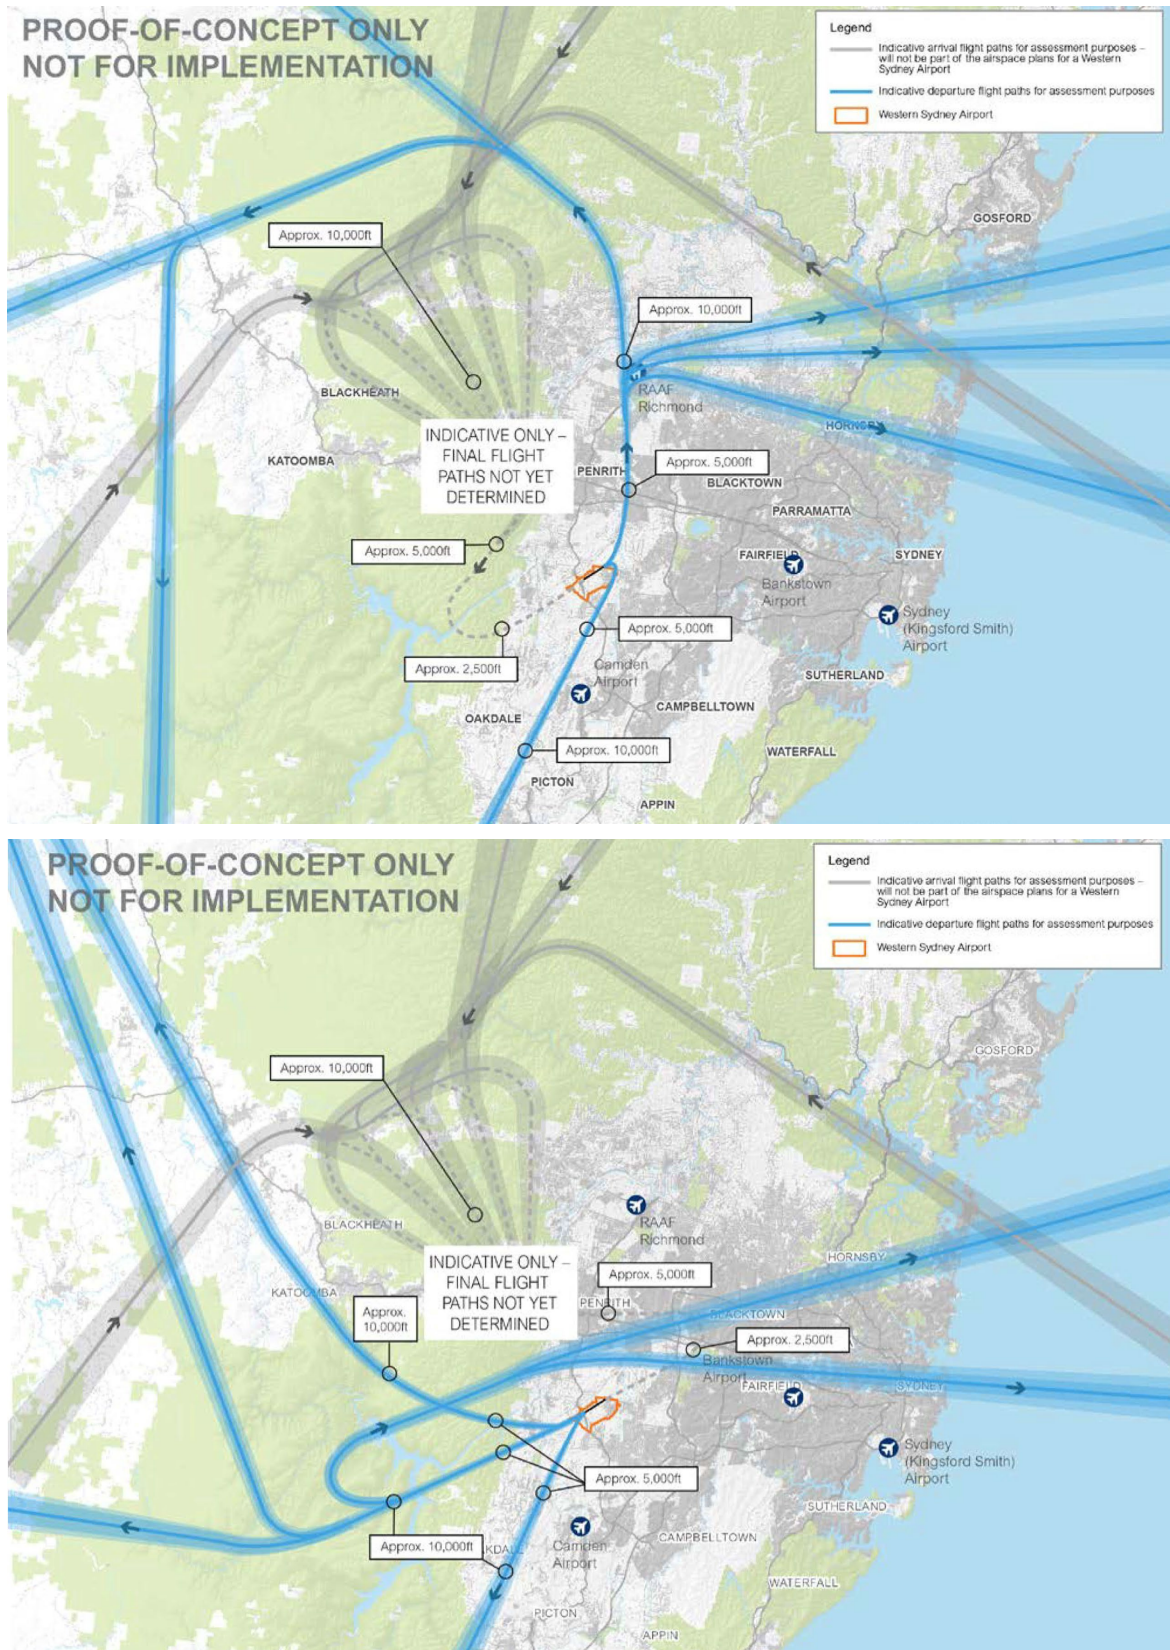 PROOF-OF-CONCEPT ONLY
NOT FOR IMPLEMENTATION
Legend
Indicative arrival flight paths for assessment purposes –
will not be part of the airspace plans for a Western
Sydney Airport
Indicative departure flight paths for assessment purposes
Western Sydney Airport
GOSFORD
Approx. 10,000ft
Approx. 10,000ft
BLACKHEATH
RAAF
Richmond
HORNSBY
INDICATIVE ONLY –
FINAL FLIGHT
PATHS NOT YET
DETERMINED
KATOOMBA
PENRITH
Approx. 5,000ft
BLACKTOWN
PARRAMATTA
Approx. 5,000ft
FAIRFIELD
SYDNEY
Bankstown
Airport
Sydney
(Kingsford Smith)
Airport
Approx. 5,000ft
Approx. 2,500ft
Camden
Airport
SUTHERLAND
OAKDALE
CAMPBELLTOWN
Approx. 10,000ft
WATERFALL
PICTON
APPIN
PROOF-OF-CONCEPT ONLY
NOT FOR IMPLEMENTATION
Legend
Indicative arrival flight paths for assessment purposes –
will not be part of the airspace plans for a Western
Sydney Airport
Indicative departure flight paths for assessment purposes
Western Sydney Airport
GOSFORD
Approx. 10,000ft
BLACKHEATH
RAAF
Richmond
HORNSBY
INDICATIVE ONLY –
FINAL FLIGHT
PATHS NOT YET
DETERMINED
Approx. 5,000ft
KATOOMBA
PENRITH
Approx.
10,000ft
BLACKTOWN
Approx. 2,500ft
Bankstown
Airport
FAIRFIELD
SYDNEY
Sydney
(Kingsford Smith)
Airport
Approx. 5,000ft
SUTHERLAND
Approx. 10,000ft
KDALE
Camden
Airport
CAMPBELLTOWN
WATERFALL
PICTON
APPIN